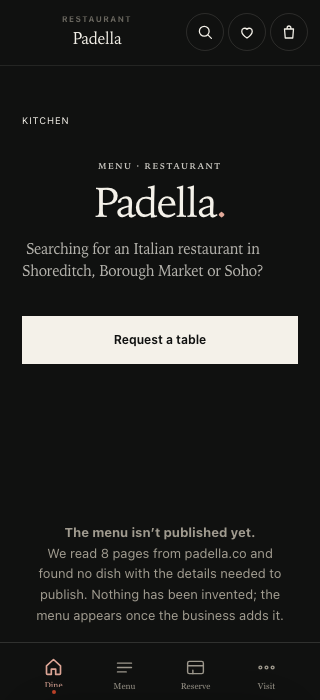 RESTAURANT
Padella
KITCHEN
MENU · RESTAURANT
Padella.
Searching for an Italian restaurant in
Shoreditch, Borough Market or Soho?
Request a table
The menu isn’t published yet.
We read 8 pages from padella.co and
found no dish with the details needed to
publish. Nothing has been invented; the
menu appears once the business adds it.
Dine
Menu
Reserve
Visit